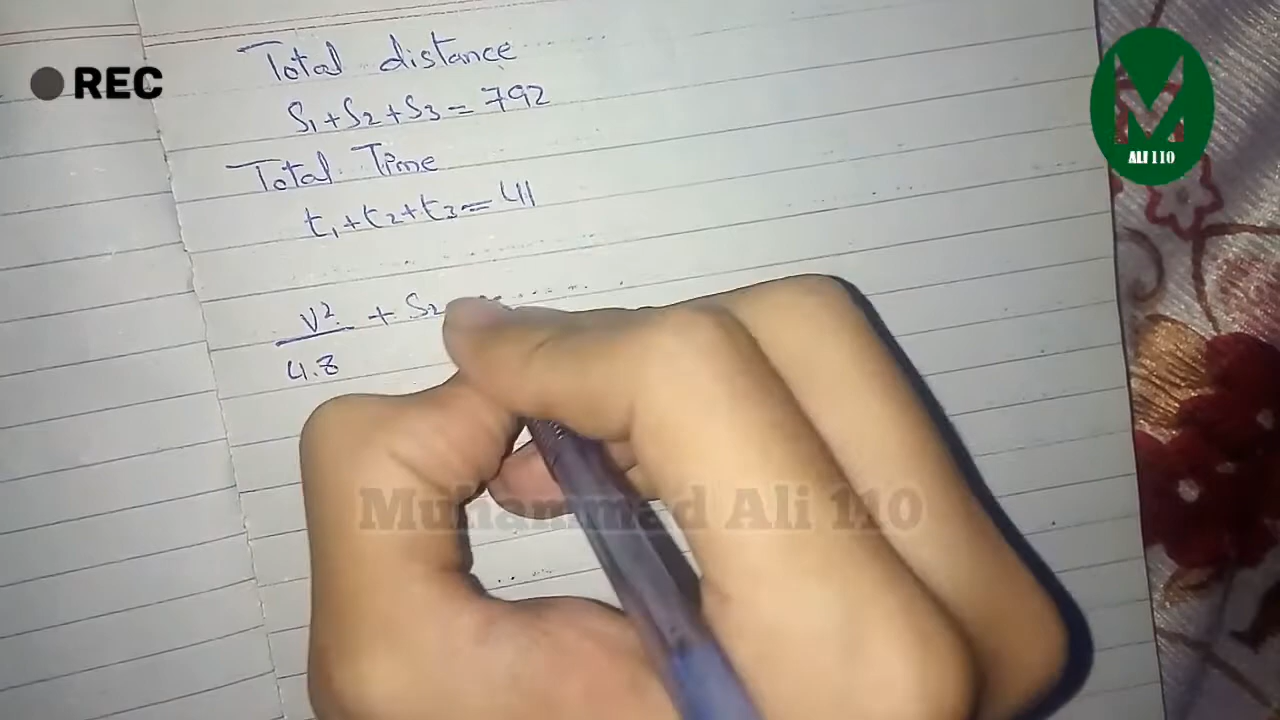 REC
Total distance
S₁+S₂+S₃=792
Total Time
t₁+t₂+t₃=41
V²/4.8 + S₂
M
ALI 110
Muhammad Ali 110